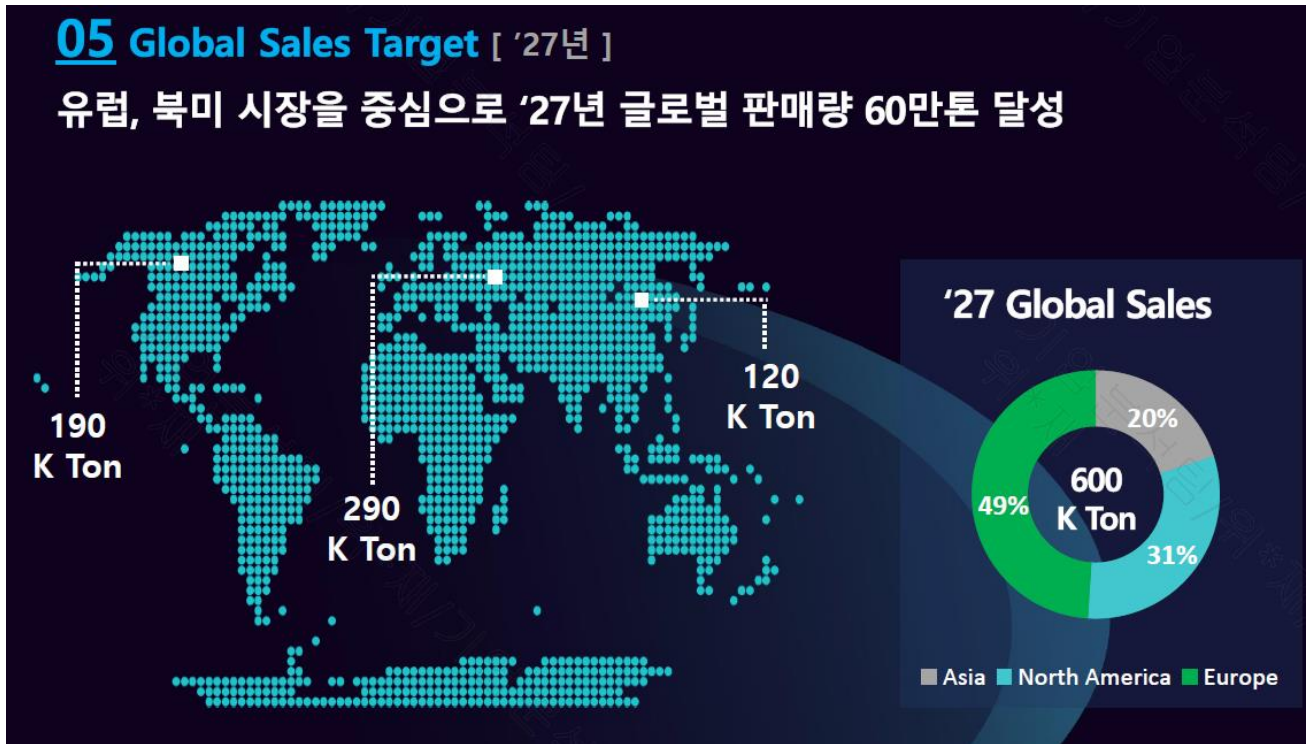 05 Global Sales Target [ ’27년 ]
유럽, 북미 시장을 중심으로 ‘27년 글로벌 판매량 60만톤 달성
190
K Ton
290
K Ton
120
K Ton
‘27 Global Sales
20%
600
K Ton
49%
31%
Asia North America Europe